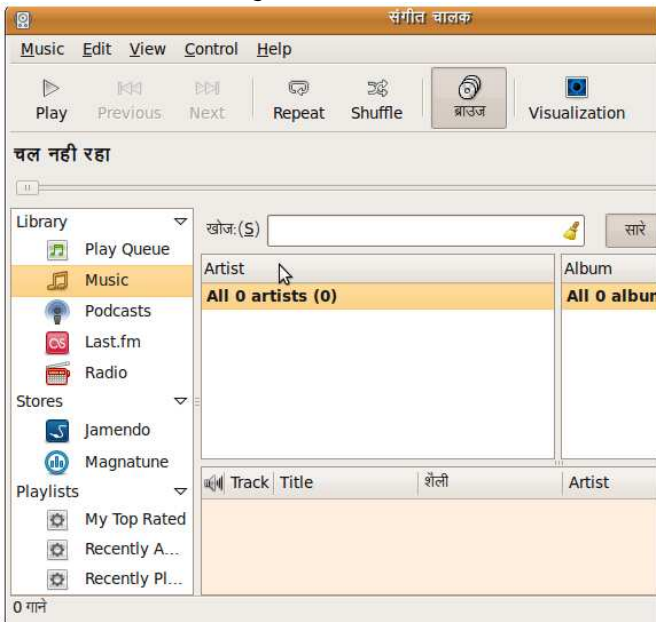 संगीत चालक
Music Edit View Control Help
Play Previous Next Repeat Shuffle ब्राउज Visualization
चल नही रहा
Library
Play Queue
Music
Podcasts
Last.fm
Radio
Stores
Jamendo
Magnatune
Playlists
My Top Rated
Recently A...
Recently Pl...
खोज:(S) सारे
Artist Album
All 0 artists (0) All 0 albu
Track Title शैली Artist
0 गाने